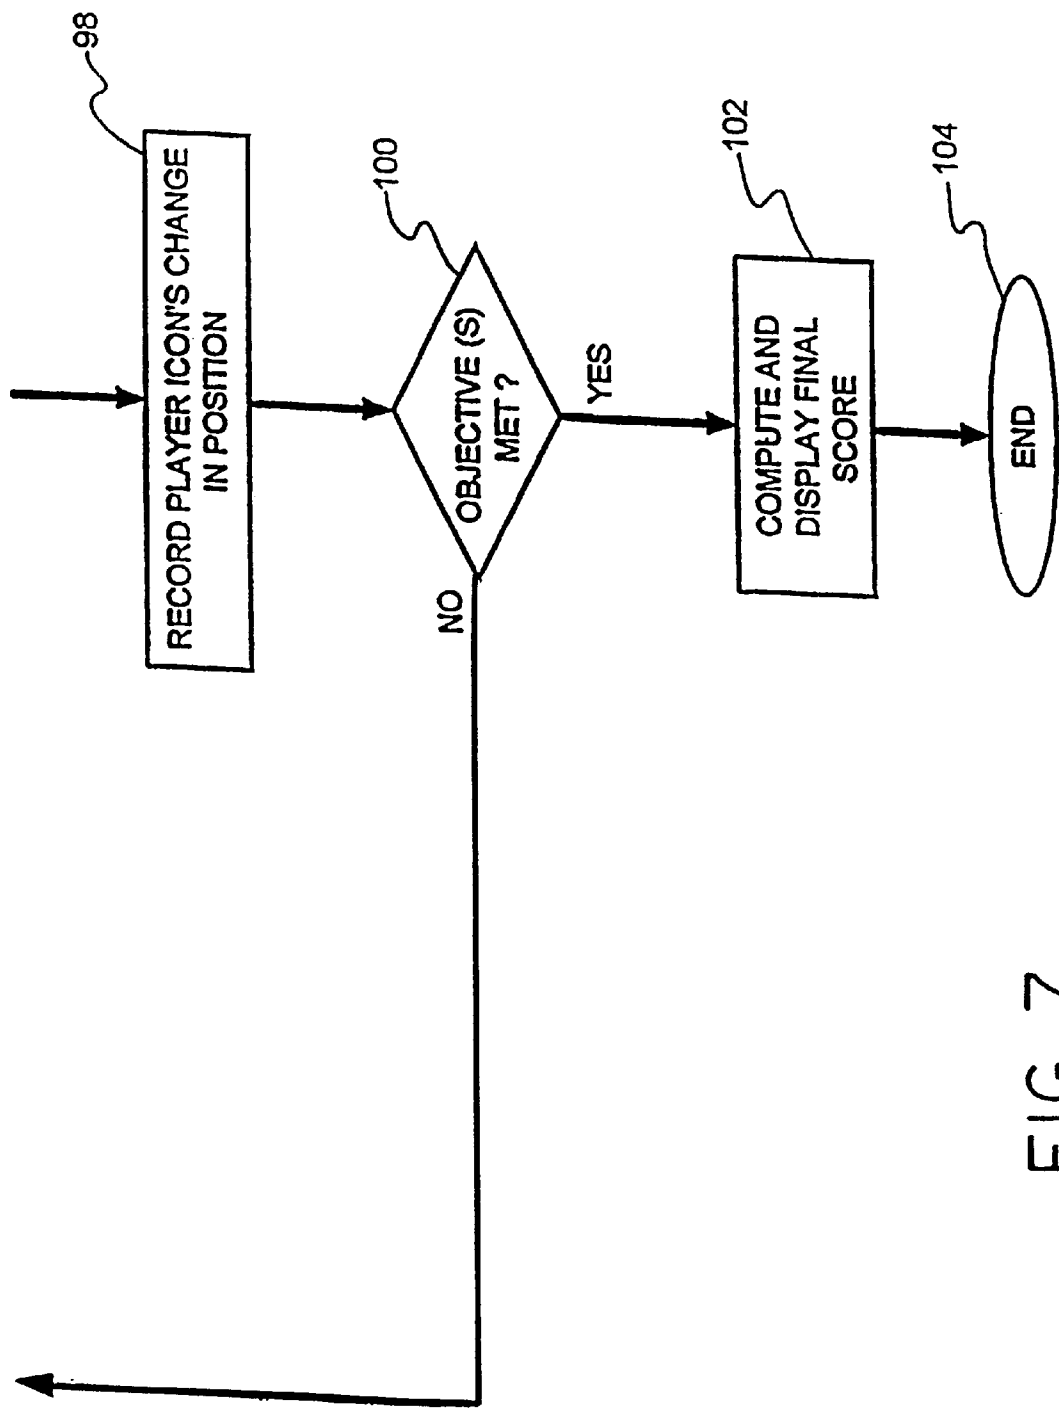 98
RECORD PLAYER ICON'S CHANGE
IN POSITION
100
OBJECTIVE (S)
MET ?
NO
YES
102
COMPUTE AND
DISPLAY FINAL
SCORE
104
END
FIG 7